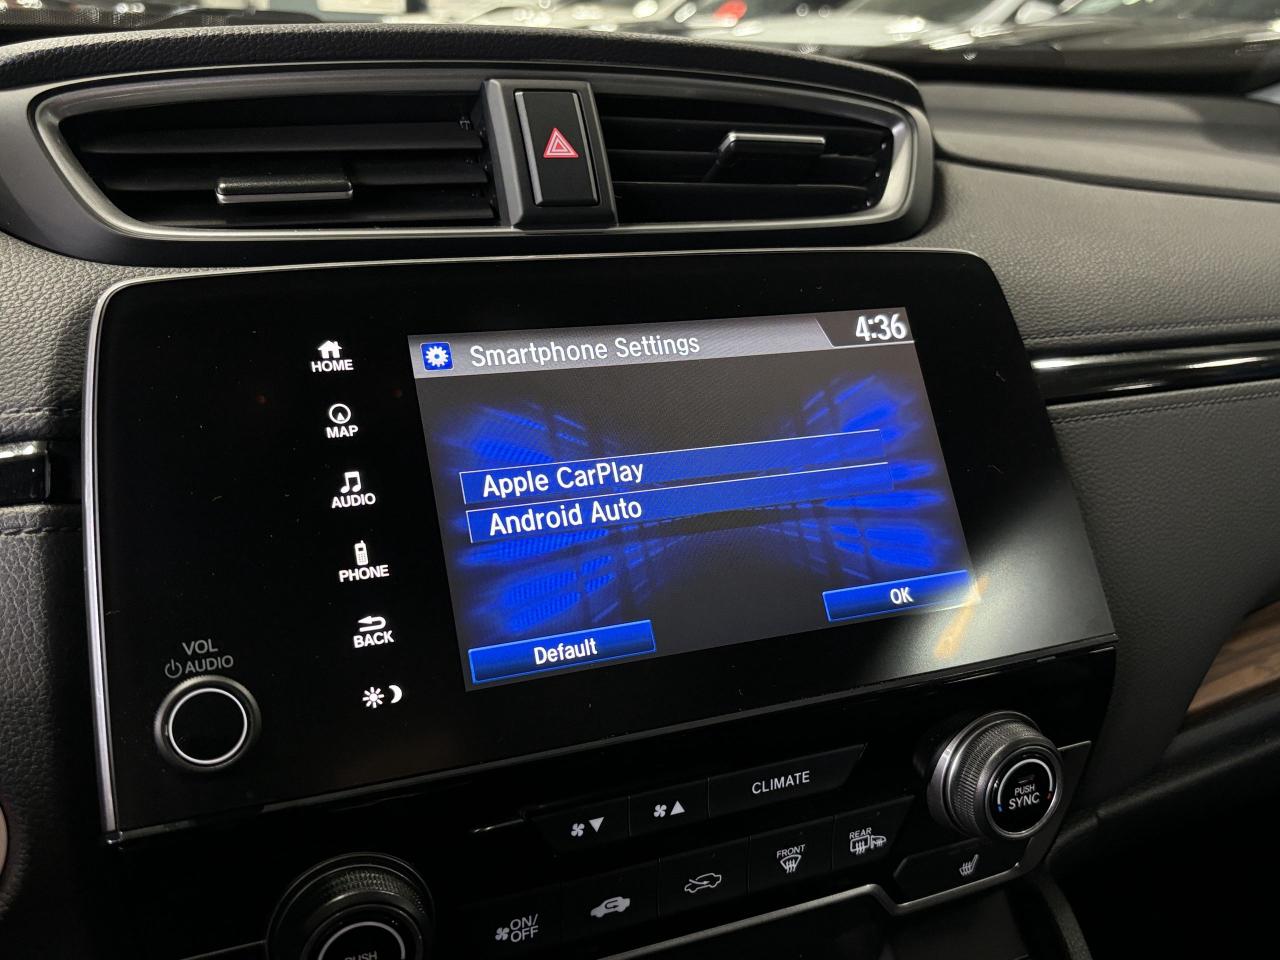 4:36
Smartphone Settings
HOME
MAP
Apple CarPlay
AUDIO
Android Auto
PHONE
OK
BACK
Default
VOL
AUDIO
CLIMATE
PUSH
SYNC
REAR
FRONT
ON/
OFF
PUSH